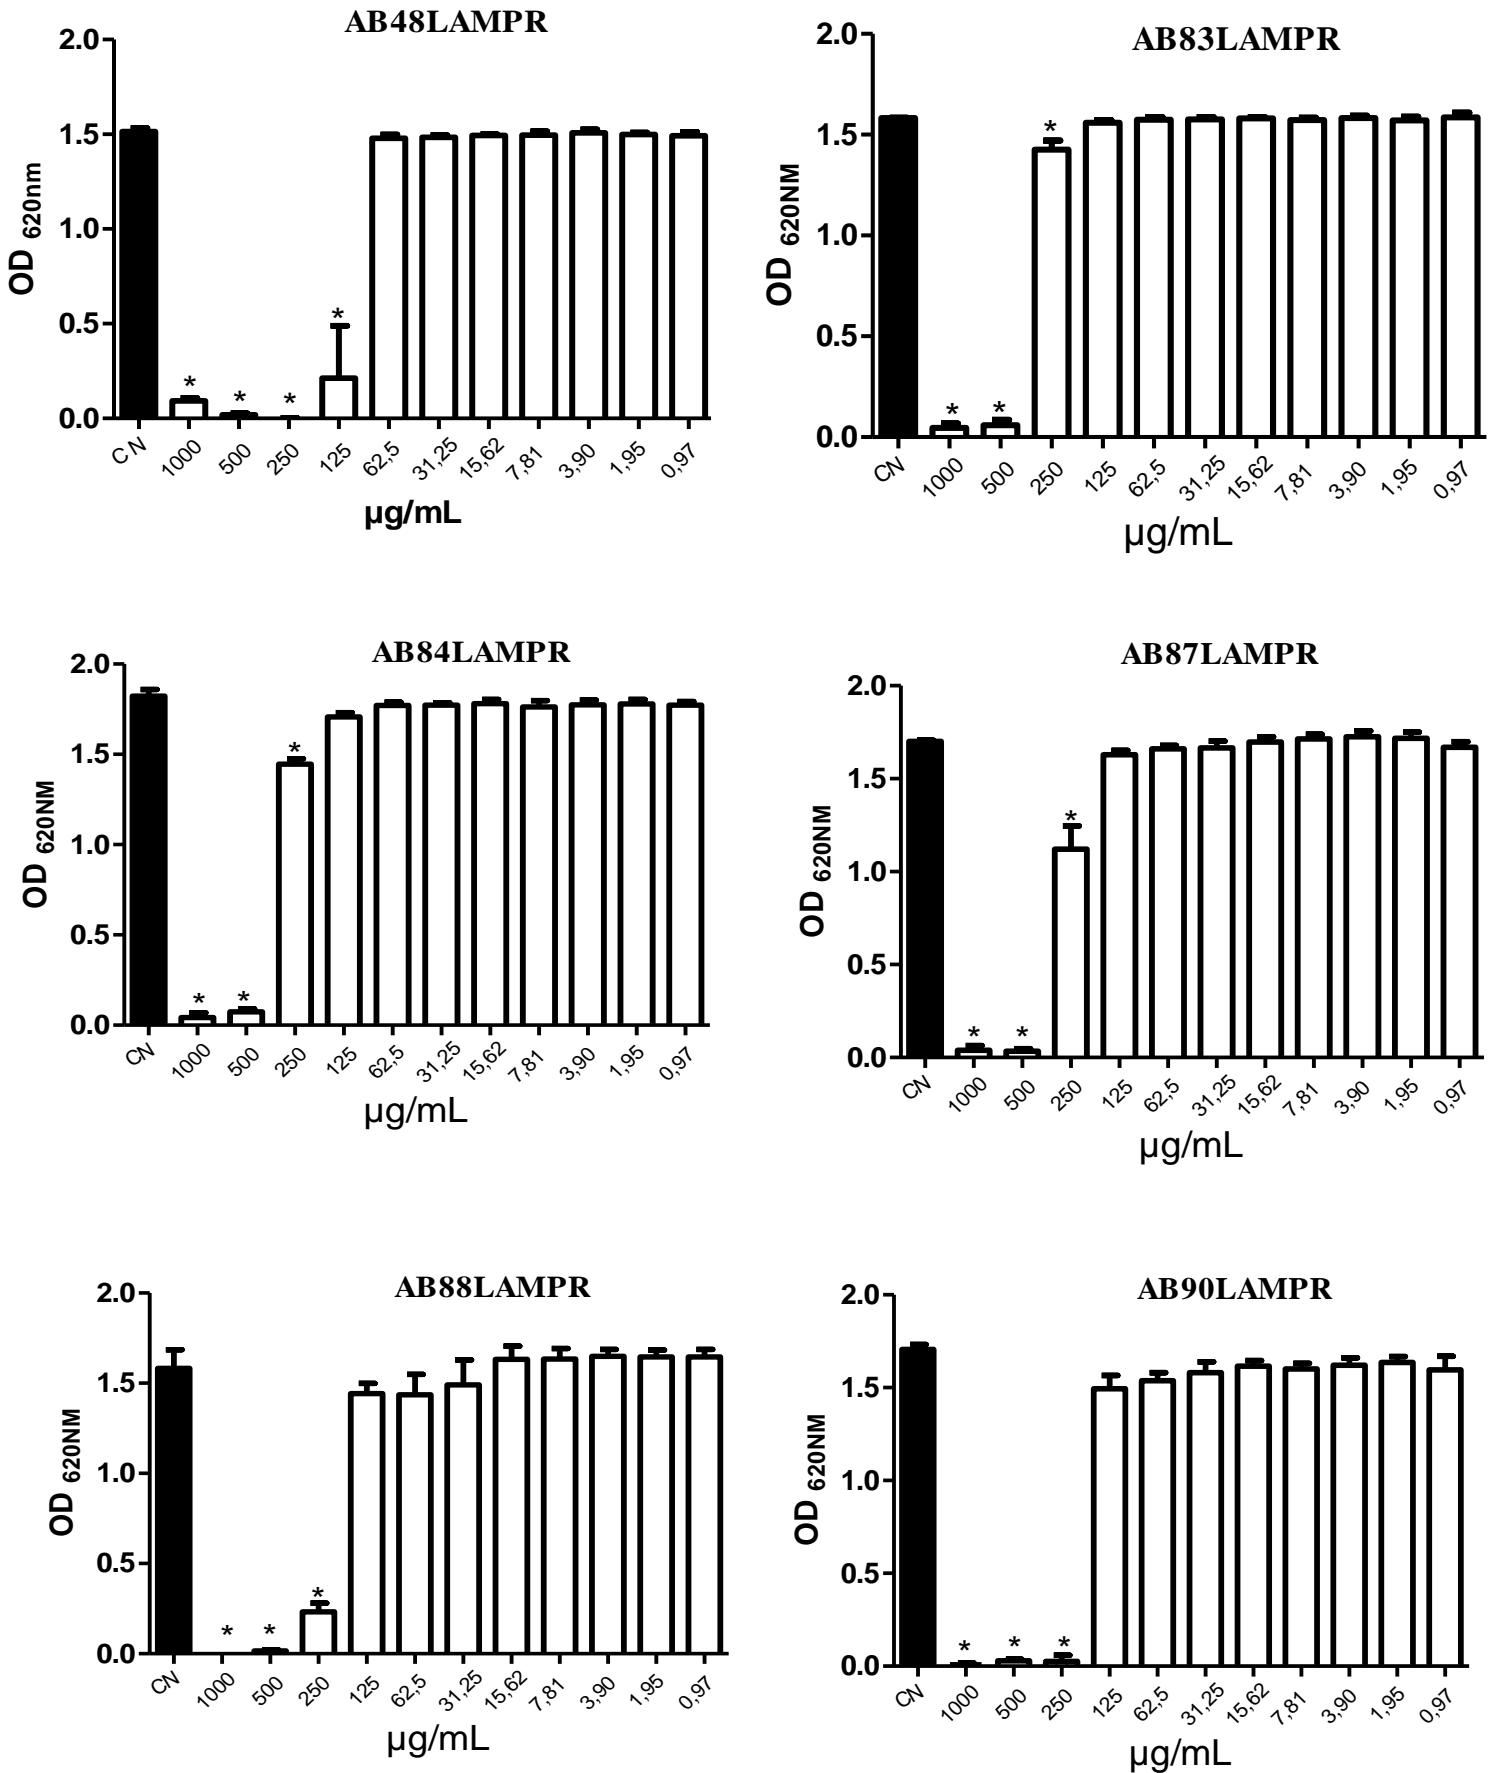 AB48LAMPR
2.0
1.5
1.0
0.5
0.0
OD 620nm
C N 1000 500 250 125 62,5 31,25 15,62 7,81 3,90 1,95 0,97
µg/mL
AB83LAMPR
2.0
1.5
1.0
0.5
0.0
OD 620NM
* * *
CN 1000 500 250 125 62,5 31,25 15,62 7,81 3,90 1,95 0,97
µg/mL
AB84LAMPR
2.0
1.5
1.0
0.5
0.0
OD 620NM
* * *
CN 1000 500 250 125 62,5 31,25 15,62 7,81 3,90 1,95 0,97
µg/mL
AB87LAMPR
2.0
1.5
1.0
0.5
0.0
OD 620NM
* * *
CN 1000 500 250 125 62,5 31,25 15,62 7,81 3,90 1,95 0,97
µg/mL
AB88LAMPR
2.0
1.5
1.0
0.5
0.0
OD 620NM
* * *
CN 1000 500 250 125 62,5 31,25 15,62 7,81 3,90 1,95 0,97
µg/mL
AB90LAMPR
2.0
1.5
1.0
0.5
0.0
OD 620NM
* * *
CN 1000 500 250 125 62,5 31,25 15,62 7,81 3,90 1,95 0,97
µg/mL